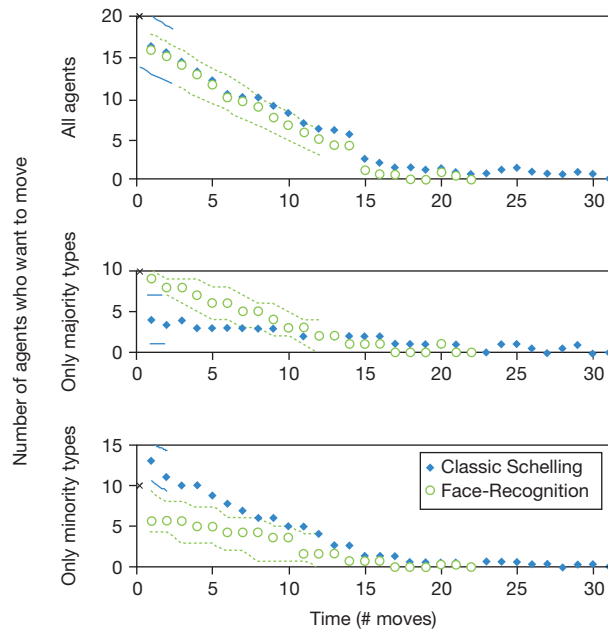 Number of agents who want to move
All agents
20
15
10
5
0
0 5 10 15 20 25 30
Only majority types
10
5
0
0 5 10 15 20 25 30
Only minority types
15
10
5
0
Classic Schelling
Face-Recognition
0 5 10 15 20 25 30
Time (# moves)